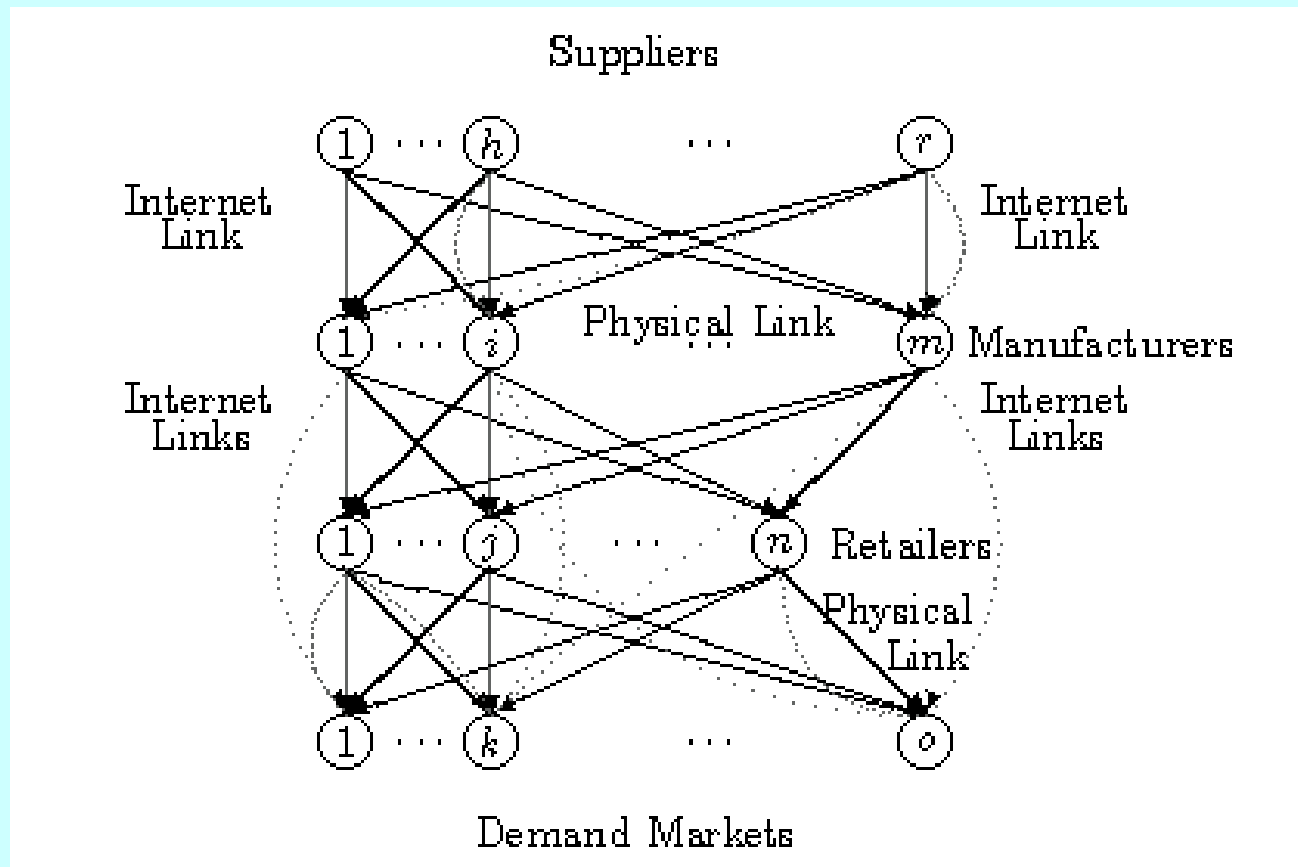 Suppliers
1 ··· h ··· r
Internet
Link
Internet
Link
Physical Link
1 ··· i ··· m Manufacturers
Internet
Links
Internet
Links
1 ··· j ··· n Retailers
Physical
Link
1 ··· k ··· o
Demand Markets